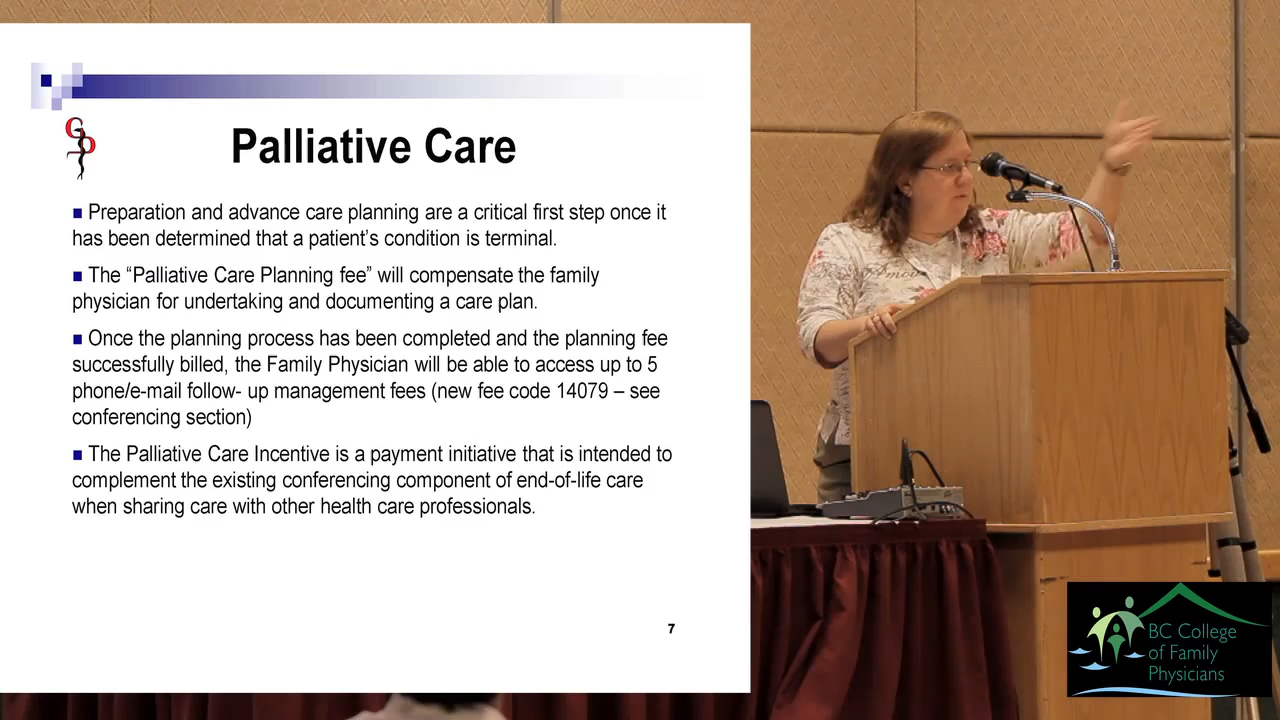 Palliative Care
Preparation and advance care planning are a critical first step once it
has been determined that a patient's condition is terminal.
The “Palliative Care Planning fee” will compensate the family
physician for undertaking and documenting a care plan.
Once the planning process has been completed and the planning fee
successfully billed, the Family Physician will be able to access up to 5
phone/e-mail follow- up management fees (new fee code 14079 – see
conferencing section)
The Palliative Care Incentive is a payment initiative that is intended to
complement the existing conferencing component of end-of-life care
when sharing care with other health care professionals.
7
BC College
of Family
Physicians